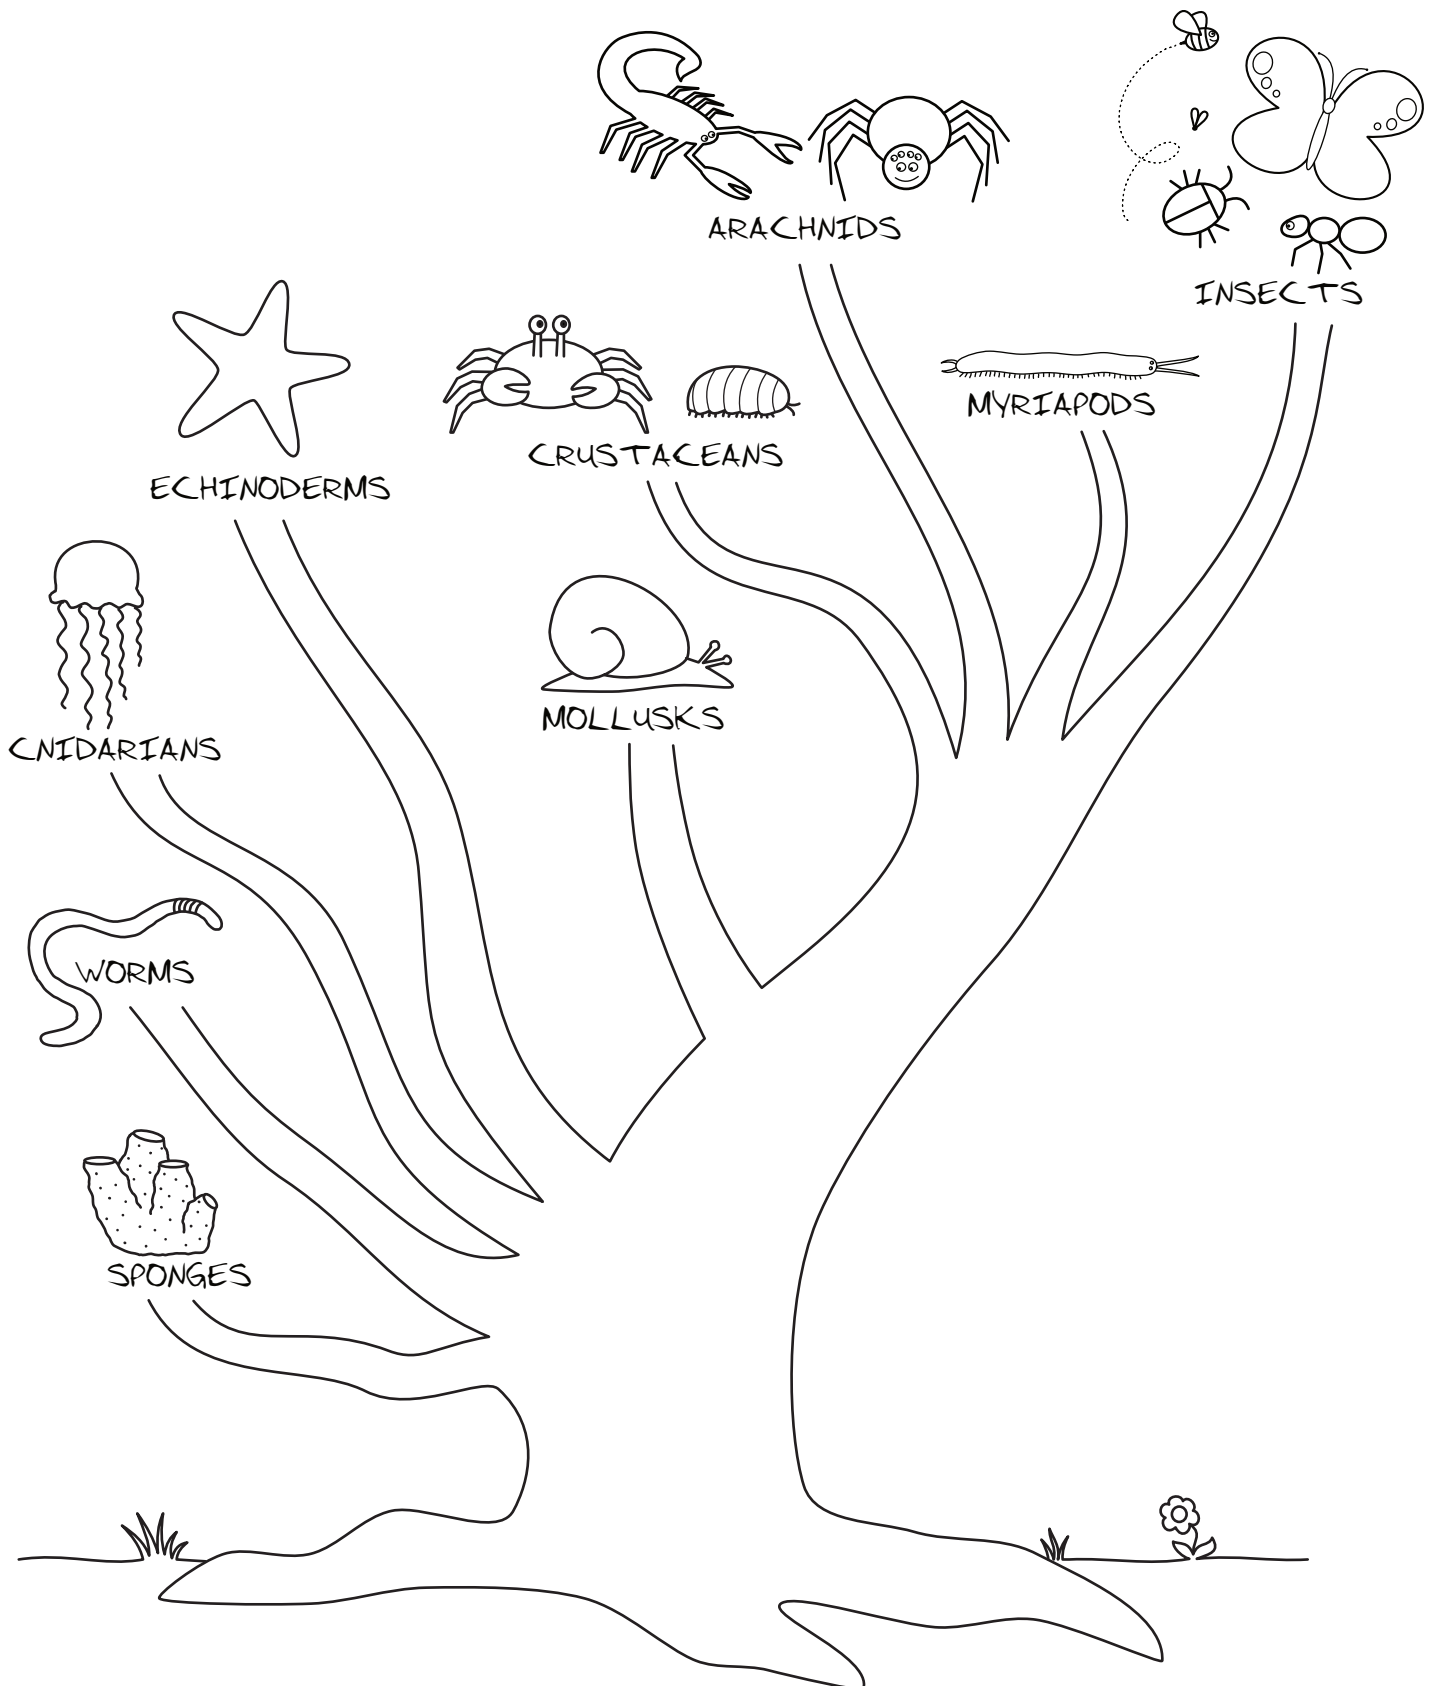 ARACHNIDS
INSECTS
MYRIAPODS
CRUSTACEANS
ECHINODERMS
MOLLUSKS
CNIDARIANS
WORMS
SPONGES